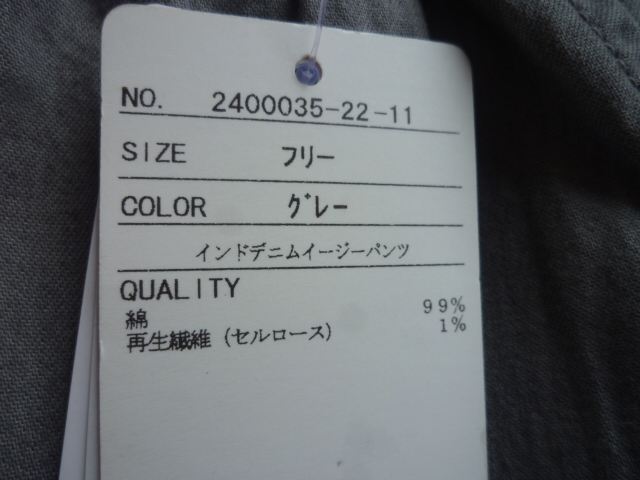 NO. 2400035-22-11
SIZE フリー
COLOR グレー
インドデニムイージーパンツ
QUALITY
綿 99%
再生繊維(セルロース) 1%